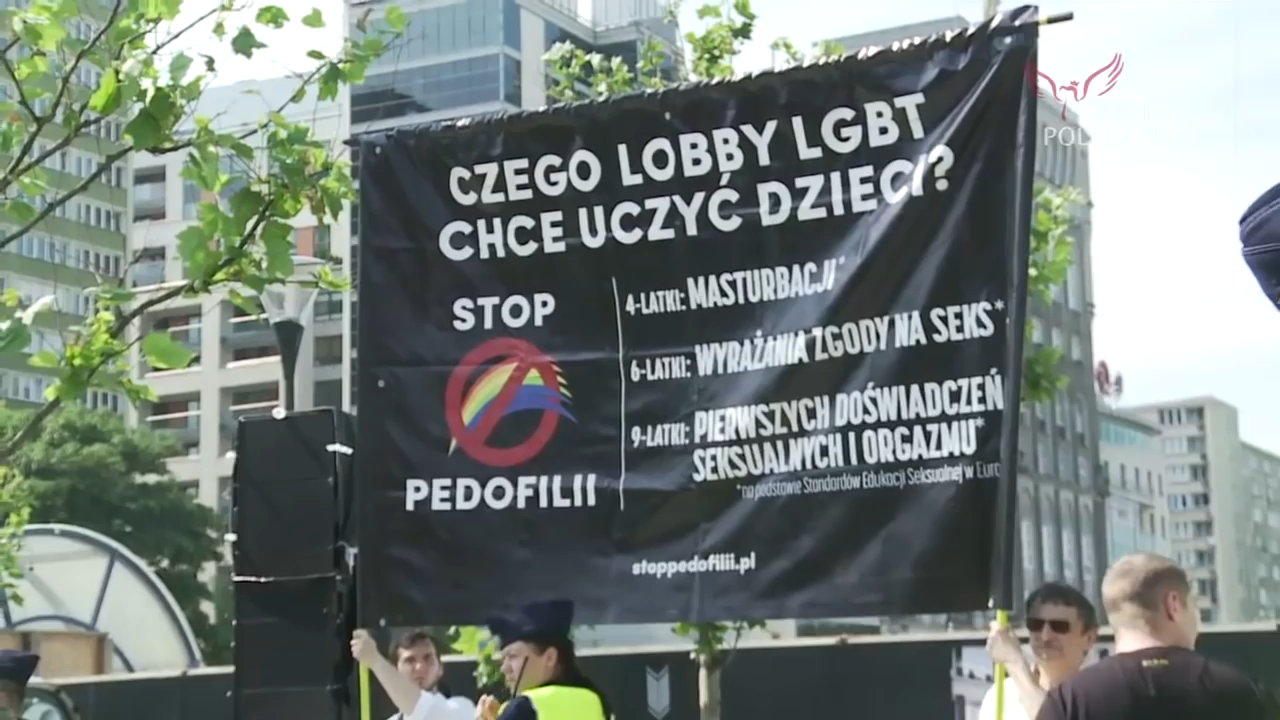 CZEGO LOBBY LGBT
CHCE UCZYĆ DZIECI?
STOP
PEDOFILII
4-LATKI: MASTURBACJI*
6-LATKI: WYRAŻANIA ZGODY NA SEKS*
9-LATKI: PIERWSZYCH DOŚWIADCZEŃ
SEKSUALNYCH I ORGAZMU*
*na podstawie Standardów Edukacji Seksualnej w Euro
stoppedofilii.pl